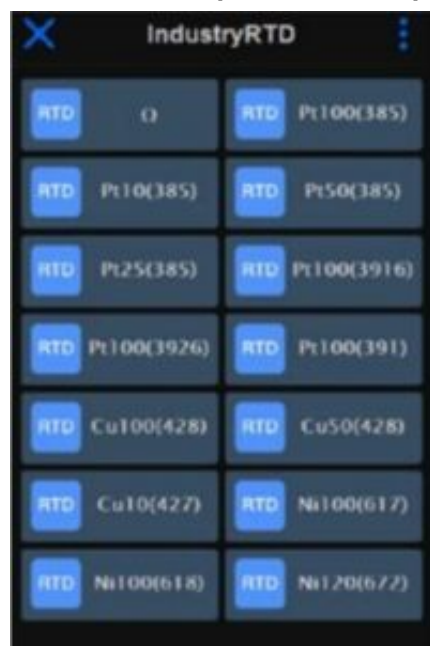 IndustryRTD
RTD Ω RTD Pt100(385)
RTD Pt10(385) RTD Pt50(385)
RTD Pt25(385) RTD Pt100(3916)
RTD Pt100(3926) RTD Pt100(391)
RTD Cu100(428) RTD Cu50(428)
RTD Cu10(427) RTD Ni100(617)
RTD Ni100(618) RTD Ni120(672)